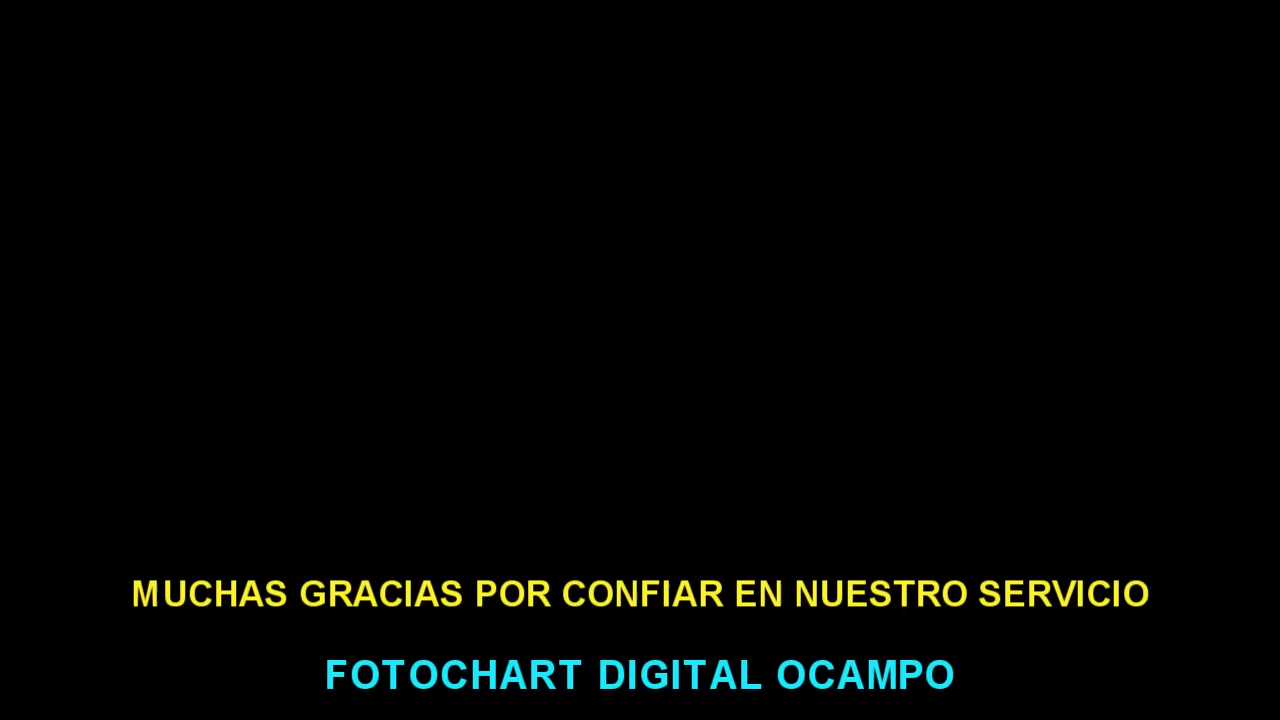 MUCHAS GRACIAS POR CONFIAR EN NUESTRO SERVICIO
FOTOCHART DIGITAL OCAMPO